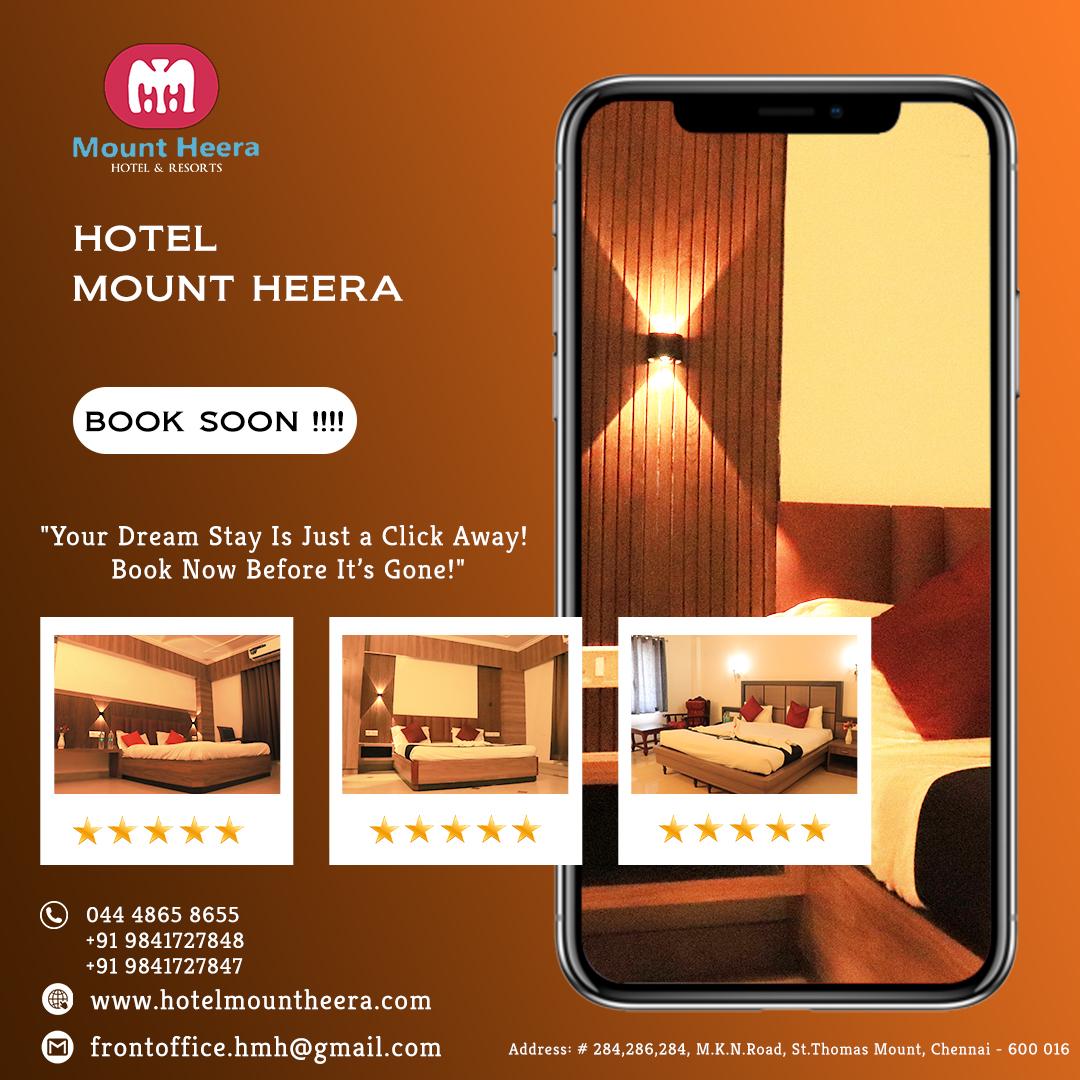 Mount Heera
HOTEL & RESORTS
HOTEL
MOUNT HEERA
BOOK SOON !!!!
"Your Dream Stay Is Just a Click Away!
Book Now Before It's Gone!"
044 4865 8655
+91 9841727848
+91 9841727847
www.hotelmountheera.com
frontoffice.hmh@gmail.com
Address: # 284,286,284, M.K.N.Road, St.Thomas Mount, Chennai - 600 016